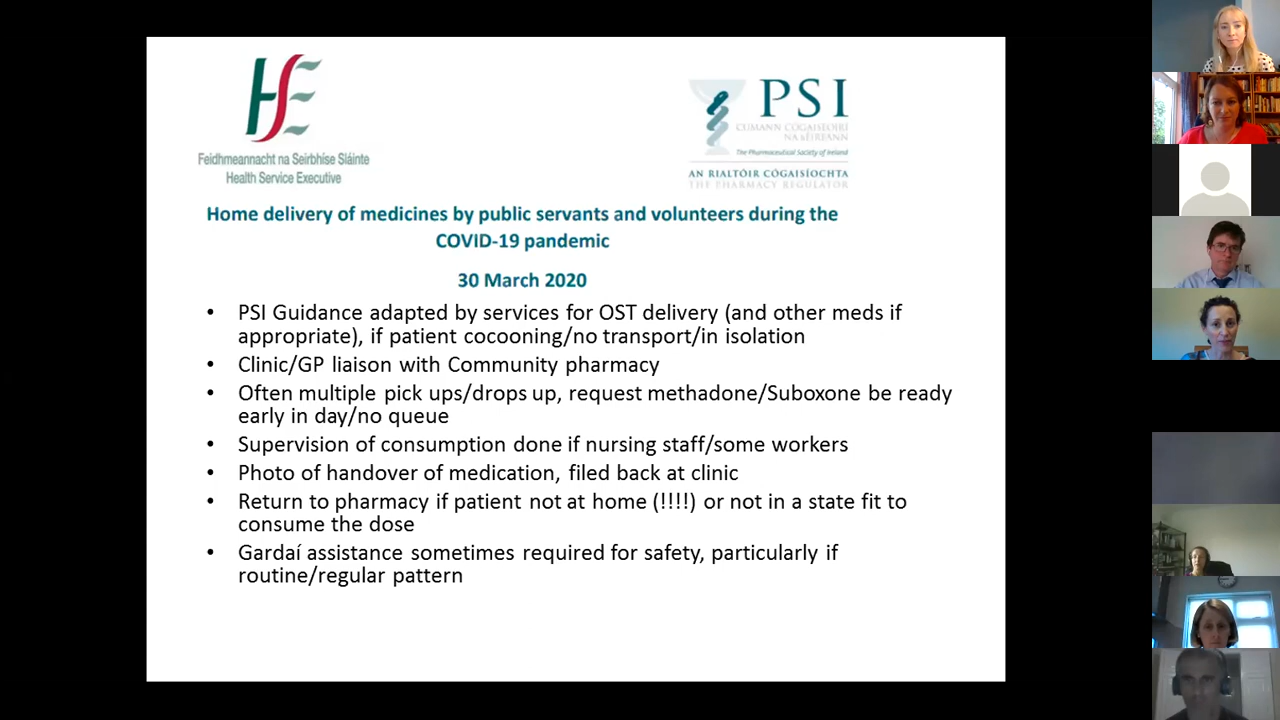 HSE
Feidhmeannacht na Seirbhíse Sláinte
Health Service Executive
PSI
CUMANN CÓGAISEOIRÍ
NA hÉIREANN
The Pharmaceutical Society of Ireland
AN RIALTÓIR CÓGAISÍOCHTA
THE PHARMACY REGULATOR
Home delivery of medicines by public servants and volunteers during the
COVID-19 pandemic
30 March 2020
• PSI Guidance adapted by services for OST delivery (and other meds if
appropriate), if patient cocooning/no transport/in isolation
• Clinic/GP liaison with Community pharmacy
• Often multiple pick ups/drops up, request methadone/Suboxone be ready
early in day/no queue
• Supervision of consumption done if nursing staff/some workers
• Photo of handover of medication, filed back at clinic
• Return to pharmacy if patient not at home (!!!!) or not in a state fit to
consume the dose
• Gardaí assistance sometimes required for safety, particularly if
routine/regular pattern